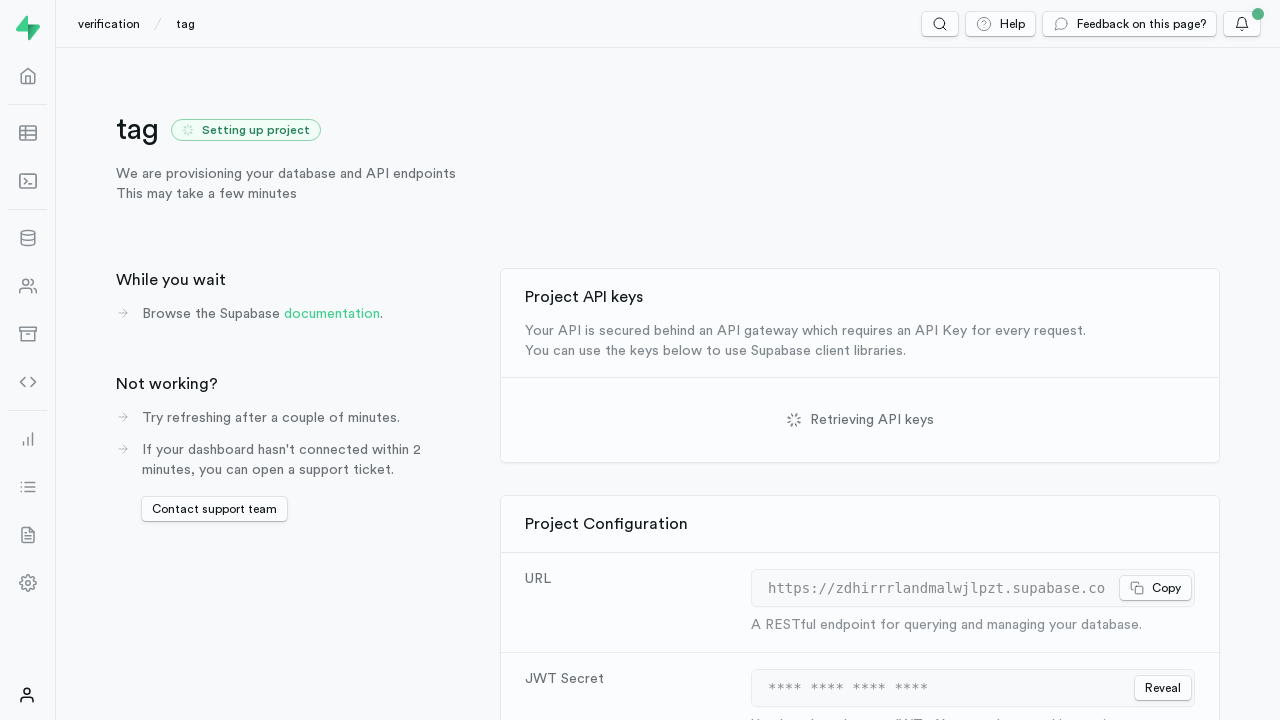 verification / tag
Help
Feedback on this page?
tag
Setting up project
We are provisioning your database and API endpoints
This may take a few minutes
While you wait
Browse the Supabase documentation.
Not working?
Try refreshing after a couple of minutes.
If your dashboard hasn't connected within 2
minutes, you can open a support ticket.
Contact support team
Project API keys
Your API is secured behind an API gateway which requires an API Key for every request.
You can use the keys below to use Supabase client libraries.
Retrieving API keys
Project Configuration
URL
https://zdhirrrlandmalwjlpzt.supabase.co
Copy
A RESTful endpoint for querying and managing your database.
JWT Secret
**** **** **** ****
Reveal